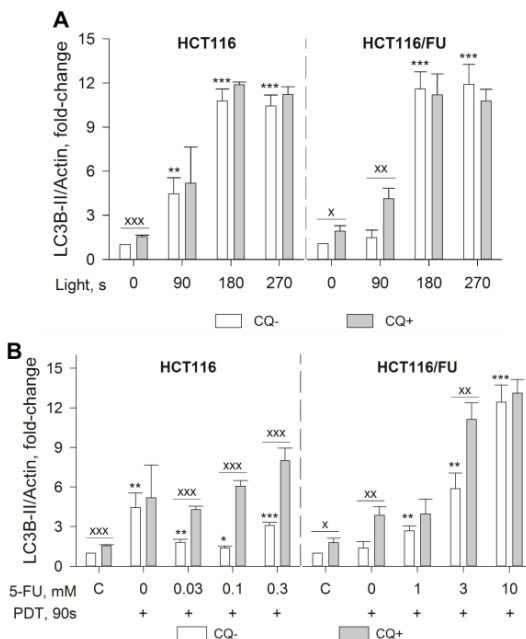 A
HCT116 HCT116/FU
LC3B-II/Actin, fold-change
15
12
9
6
3
0
xxx ** *** *** x xx *** ***
Light, s 0 90 180 270 0 90 180 270
CQ- CQ+
B
HCT116 HCT116/FU
LC3B-II/Actin, fold-change
15
12
9
6
3
0
xxx ** xxx ** xxx * xxx *** x xx ** xx ** ***
5-FU, mM C 0 0.03 0.1 0.3 C 0 1 3 10
PDT, 90s + + + + + + + +
CQ- CQ+